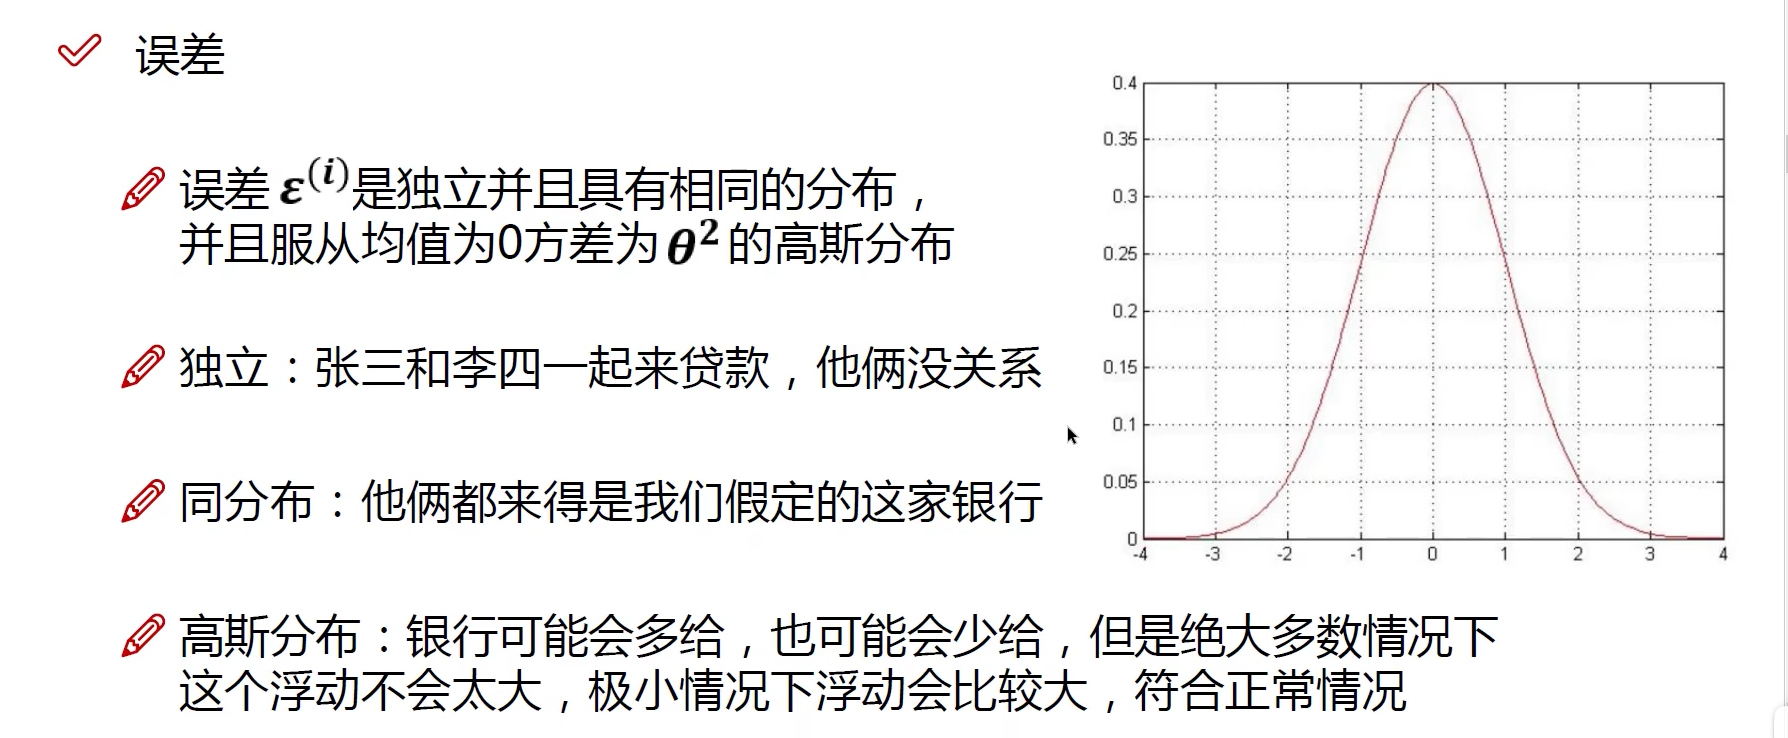 误差
误差 ε⁽ⁱ⁾是独立并且具有相同的分布，
并且服从均值为0方差为 θ² 的高斯分布
独立：张三和李四一起来贷款，他俩没关系
同分布：他俩都来得是我们假定的这家银行
高斯分布：银行可能会多给，也可能会少给，但是绝大多数情况下
这个浮动不会太大，极小情况下浮动会比较大，符合正常情况
0.4
0.35
0.3
0.25
0.2
0.15
0.1
0.05
0
-4 -3 -2 -1 0 1 2 3 4